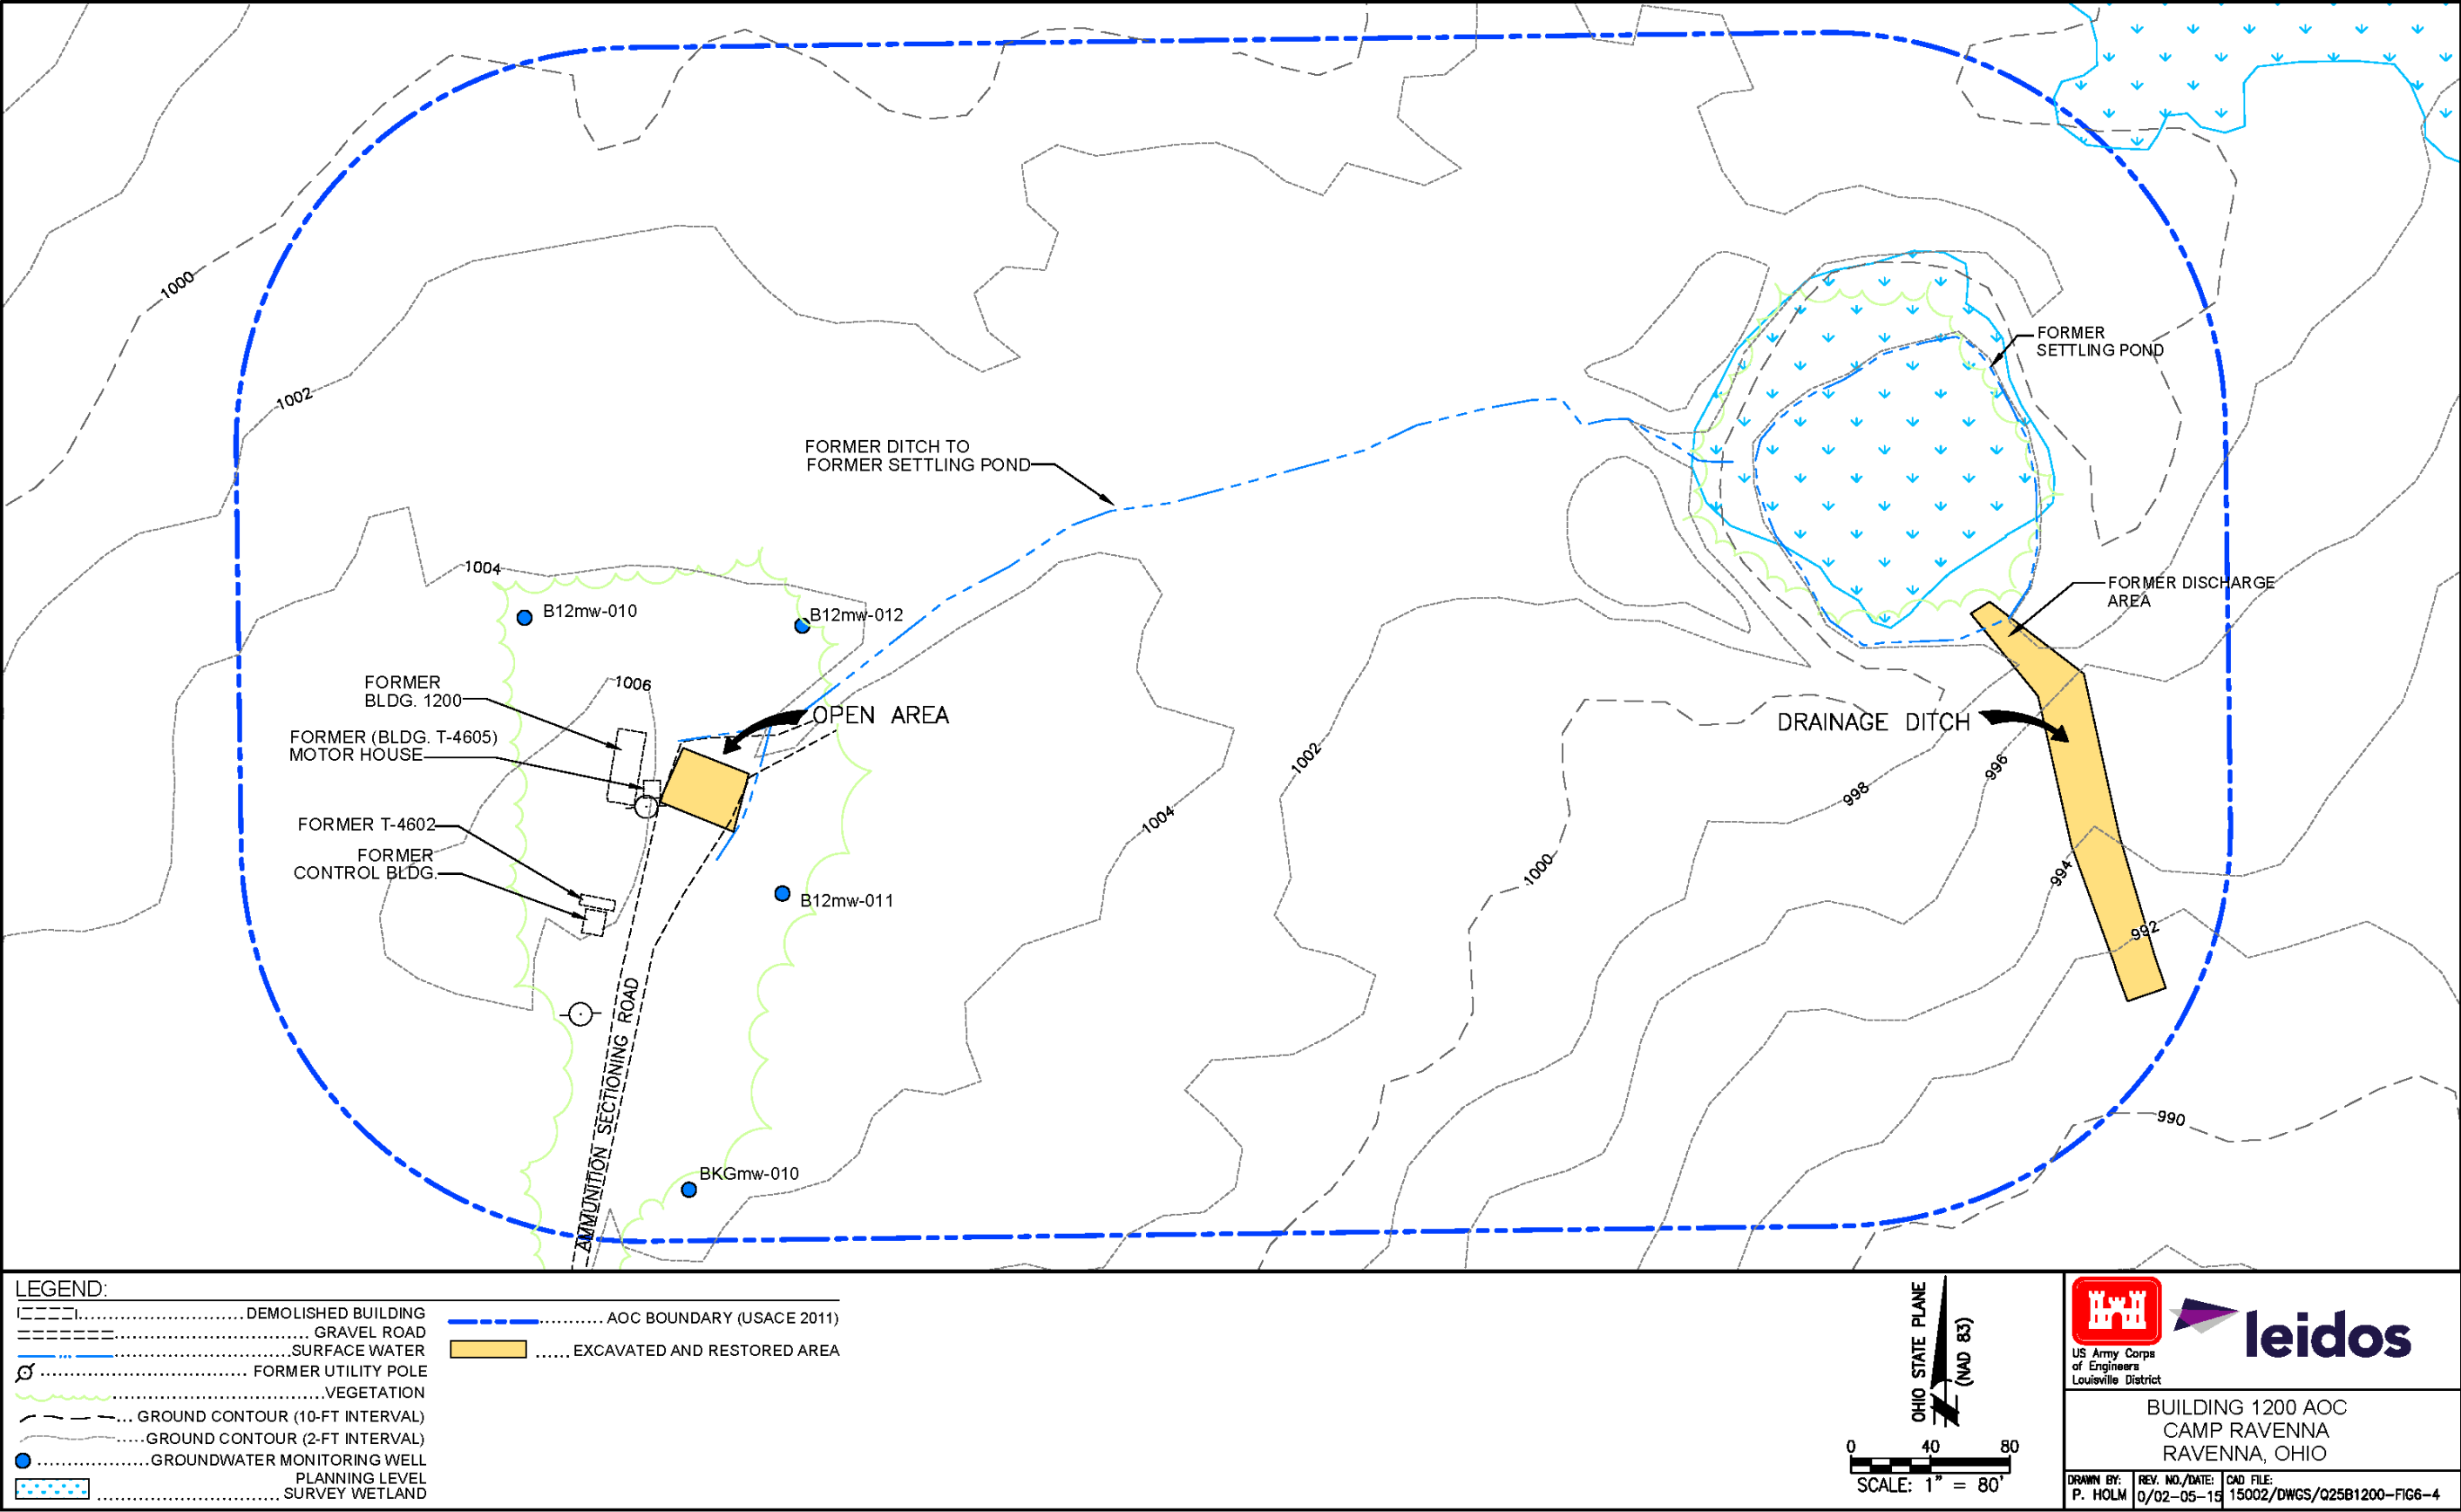 1000
1002
FORMER
SETTLING POND
FORMER DITCH TO
FORMER SETTLING POND
1004
B12mw-010
B12mw-012
FORMER DISCHARGE
AREA
1006
FORMER
BLDG. 1200
OPEN AREA
DRAINAGE DITCH
FORMER (BLDG. T-4605)
MOTOR HOUSE
1002
996
998
FORMER T-4602
1004
FORMER
CONTROL BLDG.
1000
994
B12mw-011
992
AMMUNITION SECTIONING ROAD
990
BKGmw-010
LEGEND:
DEMOLISHED BUILDING
GRAVEL ROAD
SURFACE WATER
FORMER UTILITY POLE
VEGETATION
GROUND CONTOUR (10-FT INTERVAL)
GROUND CONTOUR (2-FT INTERVAL)
GROUNDWATER MONITORING WELL
PLANNING LEVEL
SURVEY WETLAND
AOC BOUNDARY (USACE 2011)
EXCAVATED AND RESTORED AREA
OHIO STATE PLANE
(NAD 83)
0 40 80
SCALE: 1" = 80'
US Army Corps
of Engineers
Louisville District
leidos
BUILDING 1200 AOC
CAMP RAVENNA
RAVENNA, OHIO
DRAWN BY:
P. HOLM
REV. NO./DATE:
0/02-05-15
CAD FILE:
15002/DWGS/Q25B1200-FIG6-4